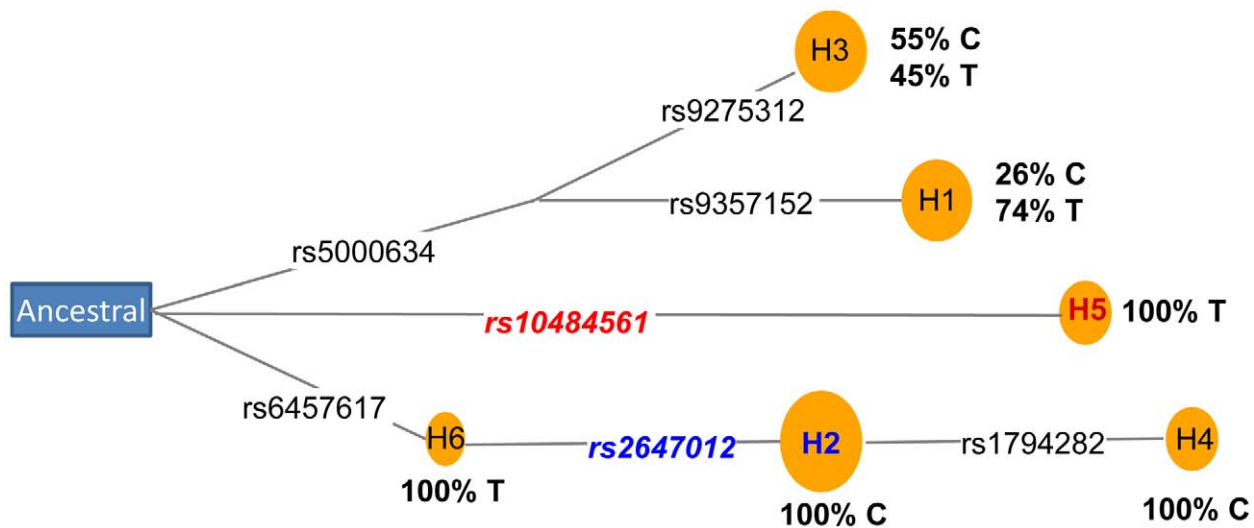 H3
55% C
45% T
rs9275312
H1
26% C
74% T
rs9357152
rs5000634
Ancestral
rs10484561
H5
100% T
rs6457617
H6
100% T
rs2647012
H2
100% C
rs1794282
H4
100% C